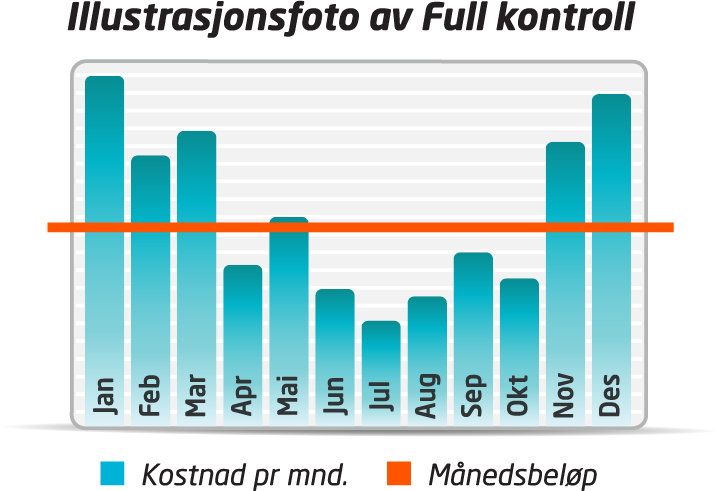 Illustrasjonsfoto av Full kontroll
Jan
Feb
Mar
Apr
Mai
Jun
Jul
Aug
Sep
Okt
Nov
Des
Kostnad pr mnd.
Månedsbeløp